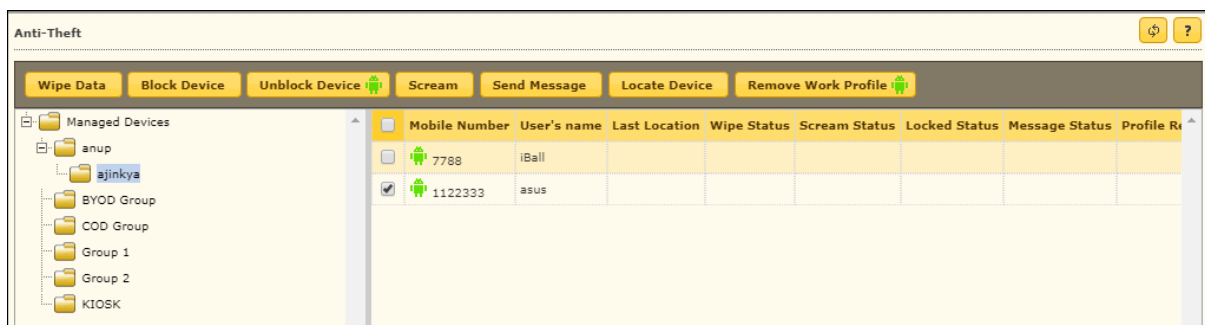 Anti-Theft
?
Wipe Data Block Device Unblock Device Scream Send Message Locate Device Remove Work Profile
Managed Devices
anup
ajinkya
BYOD Group
COD Group
Group 1
Group 2
KIOSK
Mobile Number User's name Last Location Wipe Status Scream Status Locked Status Message Status Profile
7788 iBall
1122333 asus